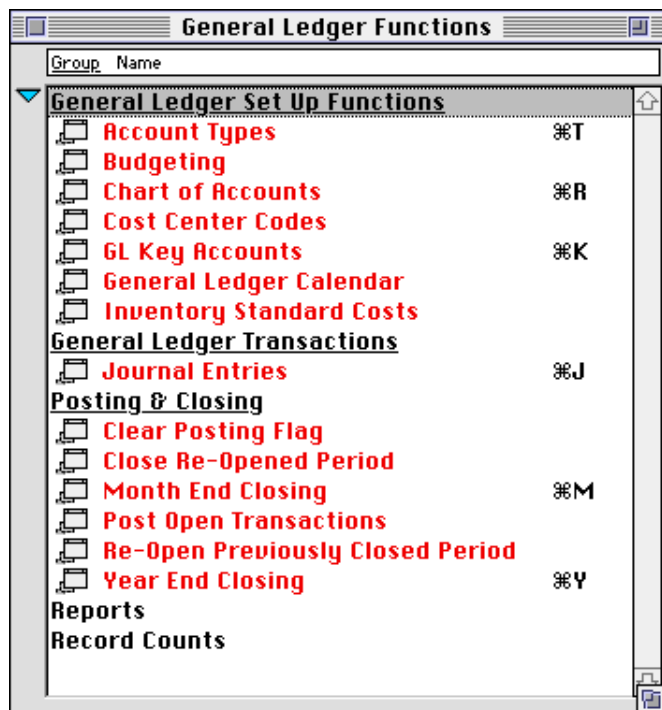 General Ledger Functions
Group Name
General Ledger Set Up Functions
Account Types ⌘T
Budgeting
Chart of Accounts ⌘R
Cost Center Codes
GL Key Accounts ⌘K
General Ledger Calendar
Inventory Standard Costs
General Ledger Transactions
Journal Entries ⌘J
Posting & Closing
Clear Posting Flag
Close Re-Opened Period
Month End Closing ⌘M
Post Open Transactions
Re-Open Previously Closed Period
Year End Closing ⌘Y
Reports
Record Counts